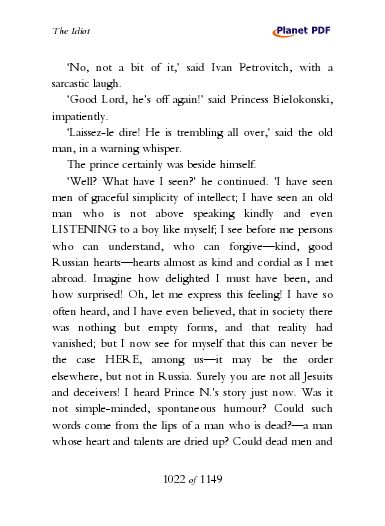 The Idiot
Planet PDF
‘No, not a bit of it,’ said Ivan Petrovitch, with a
sarcastic laugh.
‘Good Lord, he’s off again!’ said Princess Bielokonski,
impatiently.
‘Laissez-le dire! He is trembling all over,’ said the old
man, in a warning whisper.
The prince certainly was beside himself.
‘Well? What have I seen?’ he continued. ‘I have seen
men of graceful simplicity of intellect; I have seen an old
man who is not above speaking kindly and even
LISTENING to a boy like myself; I see before me persons
who can understand, who can forgive—kind, good
Russian hearts—hearts almost as kind and cordial as I met
abroad. Imagine how delighted I must have been, and
how surprised! Oh, let me express this feeling! I have so
often heard, and I have even believed, that in society there
was nothing but empty forms, and that reality had
vanished; but I now see for myself that this can never be
the case HERE, among us—it may be the order
elsewhere, but not in Russia. Surely you are not all Jesuits
and deceivers! I heard Prince N.’s story just now. Was it
not simple-minded, spontaneous humour? Could such
words come from the lips of a man who is dead?—a man
whose heart and talents are dried up? Could dead men and
1022 of 1149